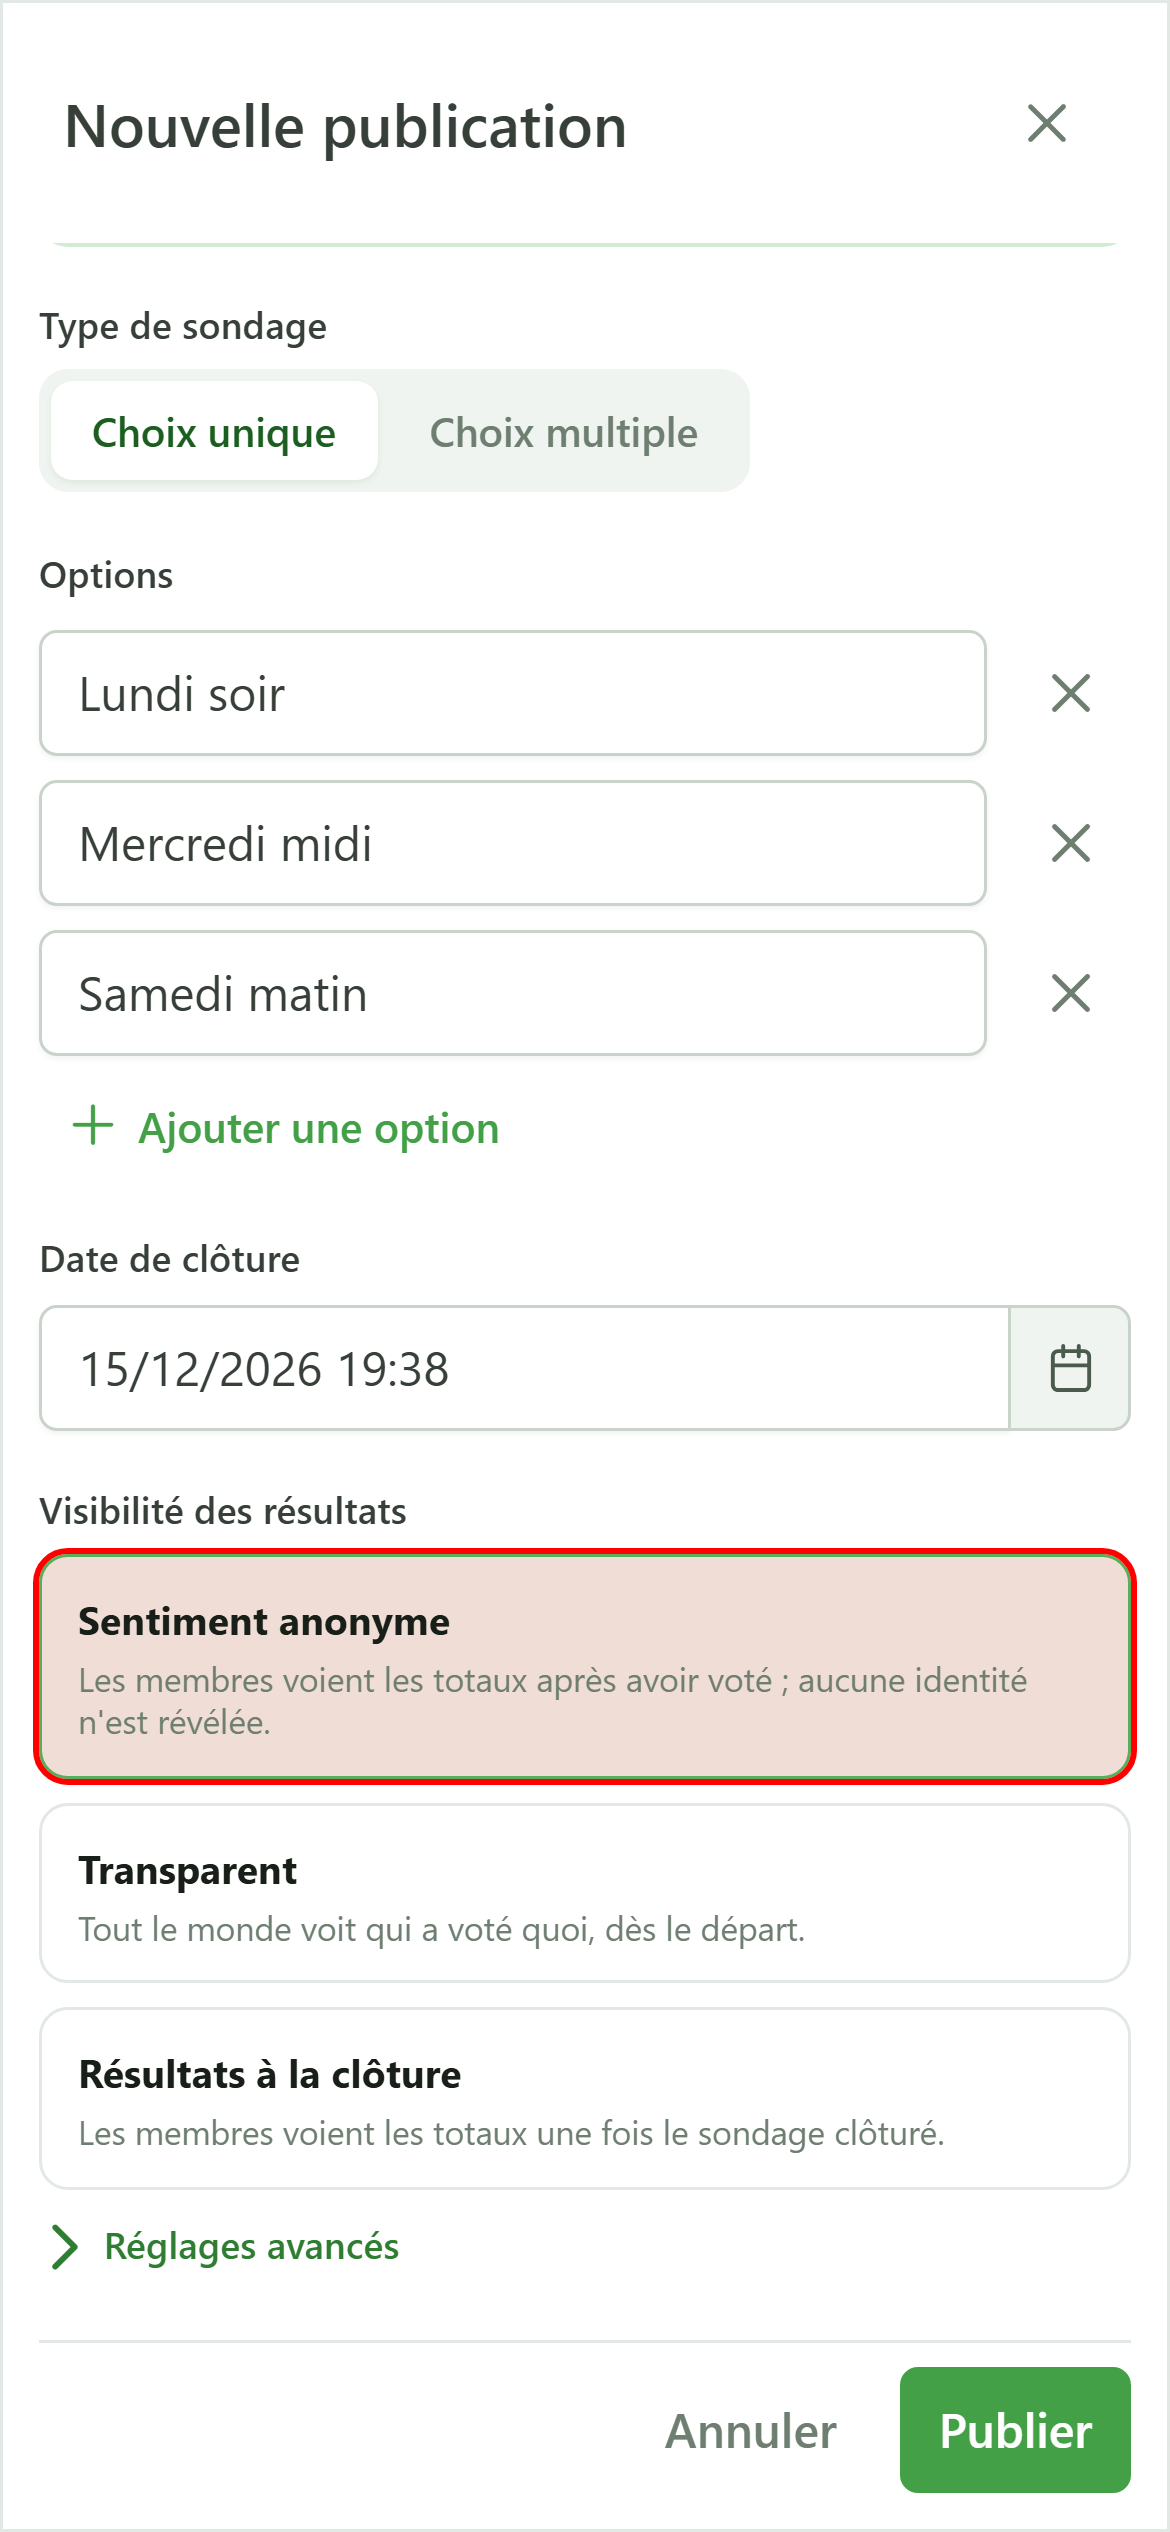 Nouvelle publication
Type de sondage
Choix unique
Choix multiple
Options
Lundi soir
Mercredi midi
Samedi matin
Ajouter une option
Date de clôture
15/12/2026 19:38
Visibilité des résultats
Sentiment anonyme
Les membres voient les totaux après avoir voté ; aucune identité
n'est révélée.
Transparent
Tout le monde voit qui a voté quoi, dès le départ.
Résultats à la clôture
Les membres voient les totaux une fois le sondage clôturé.
Réglages avancés
Annuler
Publier